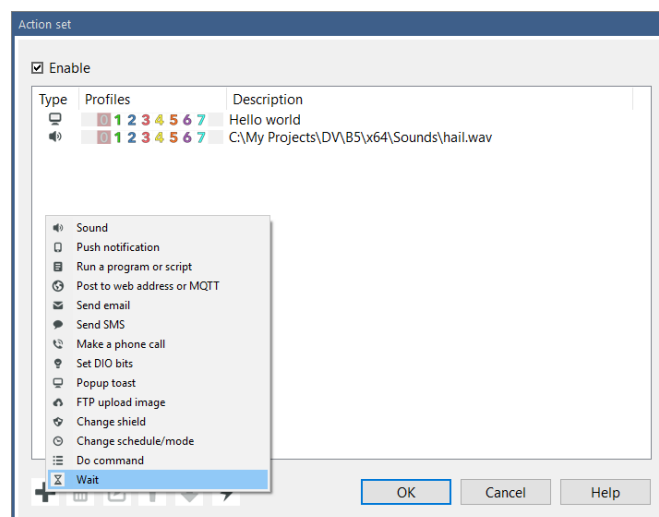 Action set
Enable
Type Profiles Description
0 1 2 3 4 5 6 7 Hello world
0 1 2 3 4 5 6 7 C:\My Projects\DV\B5\x64\Sounds\hail.wav
Sound
Push notification
Run a program or script
Post to web address or MQTT
Send email
Send SMS
Make a phone call
Set DIO bits
Popup toast
FTP upload image
Change shield
Change schedule/mode
Do command
Wait
OK Cancel Help